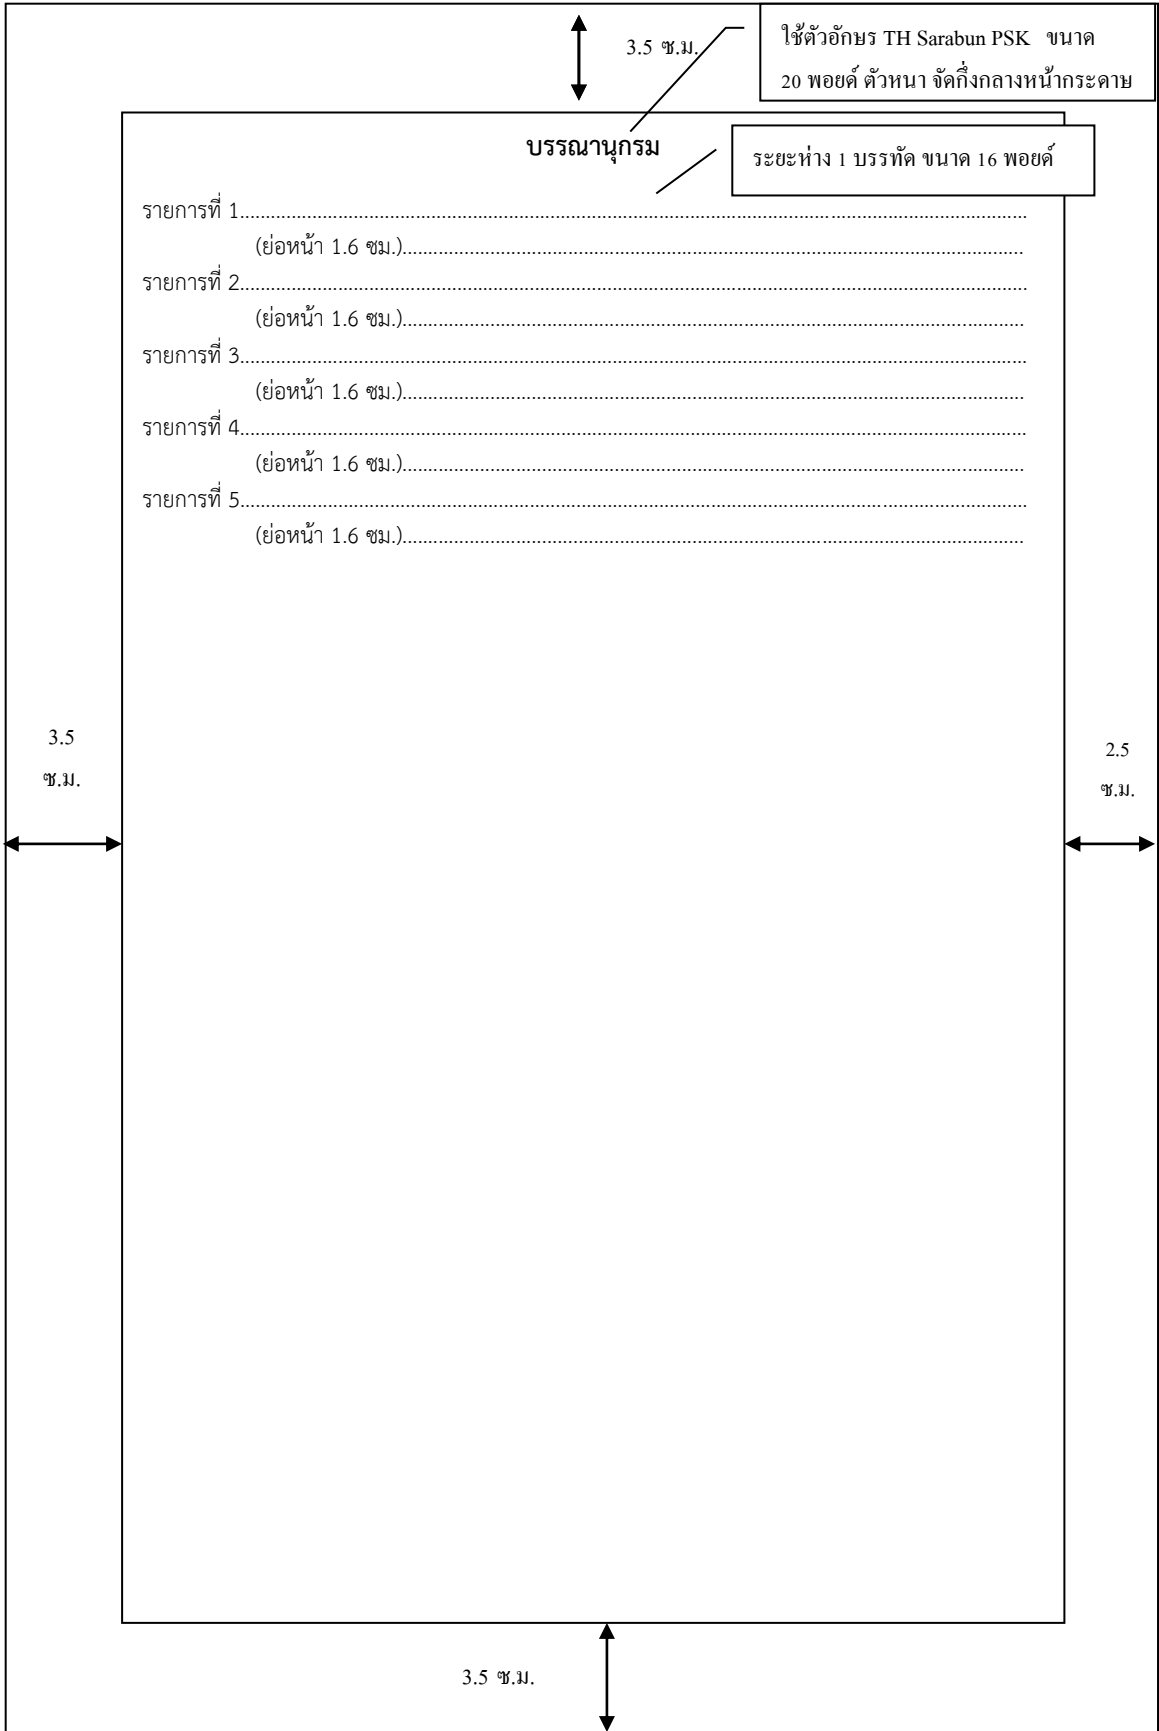 3.5 ซ.ม.
ใช้ตัวอักษร TH Sarabun PSK ขนาด
20 พอยด์ ตัวหนา จัดกึ่งกลางหน้ากระดาษ
บรรณานุกรม
ระยะห่าง 1 บรรทัด ขนาด 16 พอยด์
รายการที่ 1..........................................................................................................................................................
(ย่อหน้า 1.6 ซม.)..........................................................................................................................
รายการที่ 2..........................................................................................................................................................
(ย่อหน้า 1.6 ซม.)..........................................................................................................................
รายการที่ 3..........................................................................................................................................................
(ย่อหน้า 1.6 ซม.)..........................................................................................................................
รายการที่ 4..........................................................................................................................................................
(ย่อหน้า 1.6 ซม.)..........................................................................................................................
รายการที่ 5..........................................................................................................................................................
(ย่อหน้า 1.6 ซม.)..........................................................................................................................
3.5
ซ.ม.
2.5
ซ.ม.
3.5 ซ.ม.